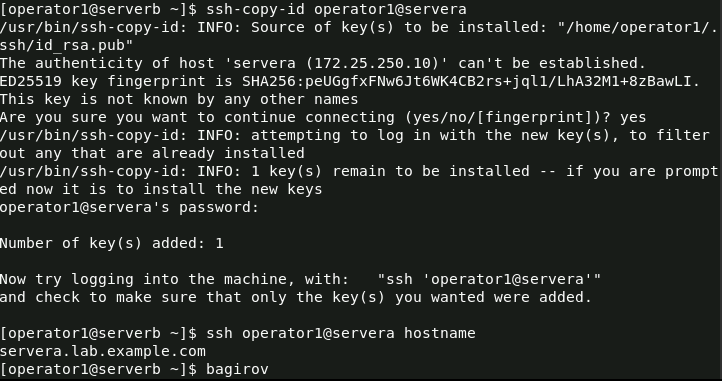 [operator1@serverb ~]$ ssh-copy-id operator1@servera
/usr/bin/ssh-copy-id: INFO: Source of key(s) to be installed: "/home/operator1/.
ssh/id_rsa.pub"
The authenticity of host 'servera (172.25.250.10)' can't be established.
ED25519 key fingerprint is SHA256:peUGgfxFNw6Jt6WK4CB2rs+jql1/LhA32M1+8zBawLI.
This key is not known by any other names
Are you sure you want to continue connecting (yes/no/[fingerprint])? yes
/usr/bin/ssh-copy-id: INFO: attempting to log in with the new key(s), to filter
out any that are already installed
/usr/bin/ssh-copy-id: INFO: 1 key(s) remain to be installed -- if you are prompt
ed now it is to install the new keys
operator1@servera's password:
Number of key(s) added: 1
Now try logging into the machine, with:   "ssh 'operator1@servera'"
and check to make sure that only the key(s) you wanted were added.
[operator1@serverb ~]$ ssh operator1@servera hostname
servera.lab.example.com
[operator1@serverb ~]$ bagirov